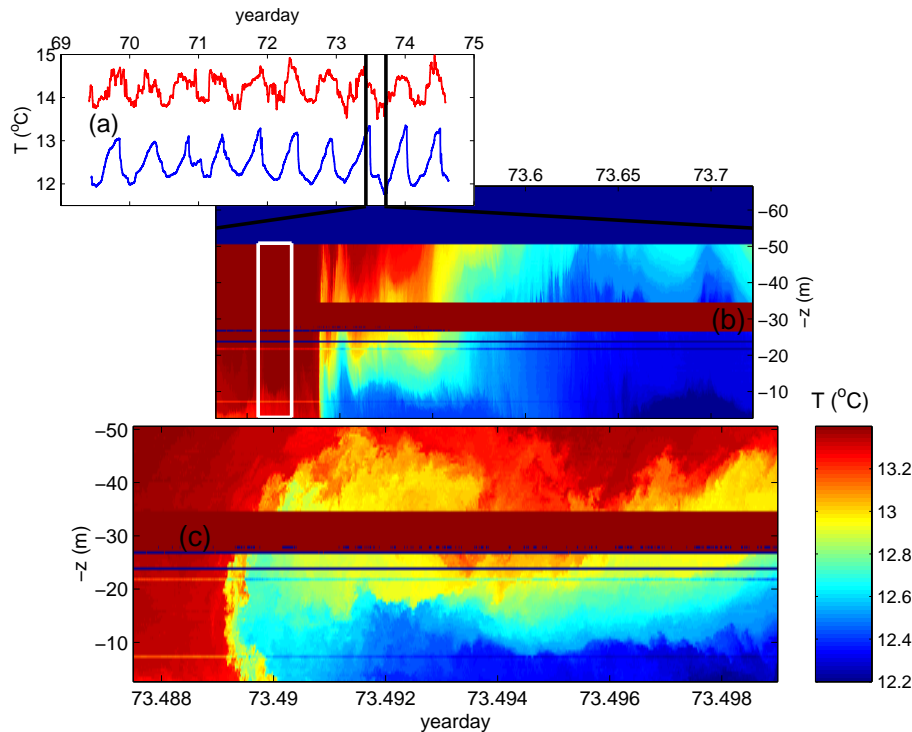 yearday
69 70 71 72 73 74 75
15
14
13
12
T (°C)
(a)
73.6 73.65 73.7
−60
−50
−40
−30
−20
−10
−z (m)
(b)
T (°C)
−50
−40
−30
−20
−10
−z (m)
(c)
13.2
13
12.8
12.6
12.4
12.2
73.488 73.49 73.492 73.494 73.496 73.498
yearday